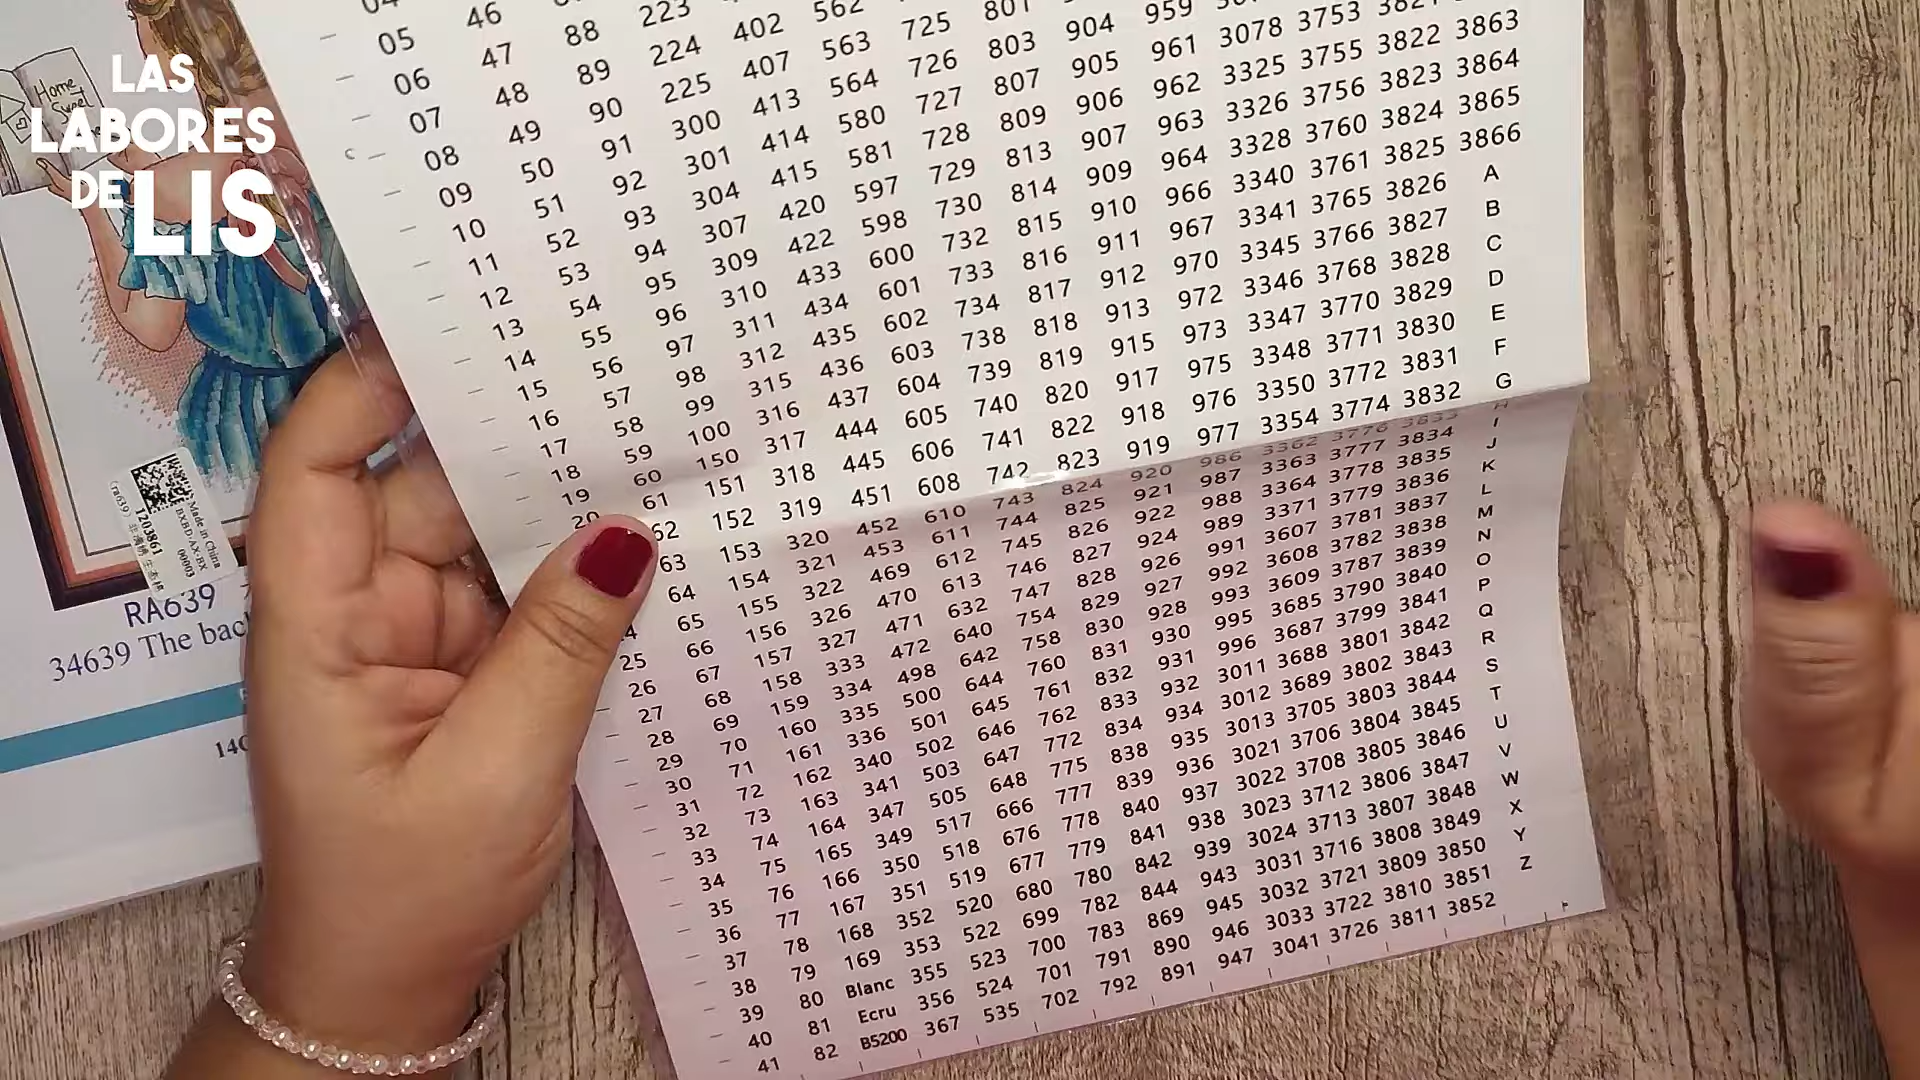 LAS
LABORES
DE LIS
Home
Sweet
05 46
06 47 88 223
07 48 89 224 402 562
08 49 90 225 407 563 725 801
09 50 91 300 413 564 726 803 904 959
10 51 92 301 414 580 727 807 905 961 3078 3753
11 52 93 304 415 581 728 809 906 962 3325 3755 3822 3863
12 53 94 307 420 597 729 813 907 963 3326 3756 3823 3864
13 54 95 309 422 598 730 814 909 964 3328 3760 3824 3865
14 55 96 310 433 600 732 815 910 966 3340 3761 3825 3866
15 56 97 311 434 601 733 816 911 967 3341 3765 3826 A
16 57 98 312 435 602 734 817 912 970 3345 3766 3827 B
17 58 99 315 436 603 738 818 913 972 3346 3768 3828 C
18 59 100 316 437 604 739 819 915 973 3347 3770 3829 D
19 60 150 317 444 605 740 820 917 975 3348 3771 3830 E
20 61 151 318 445 606 741 822 918 976 3350 3772 3831 F
62 152 319 451 608 742 823 919 977 3354 3774 3832 G
63 153 320 452 610 743 824 920 986 3362 3776 3833 H
64 154 321 453 611 744 825 921 987 3363 3777 3834 I
65 155 322 469 612 745 826 922 988 3364 3778 3835 J
25 66 156 326 470 613 746 827 924 989 3371 3779 3836 K
26 67 157 327 471 632 747 828 926 991 3607 3781 3837 L
27 68 158 333 472 640 754 829 927 992 3608 3782 3838 M
28 69 159 334 498 642 758 830 928 993 3609 3787 3839 N
29 70 160 335 500 644 760 831 930 995 3685 3790 3840 O
30 71 161 336 501 645 761 832 931 996 3687 3799 3841 P
31 72 162 340 502 646 762 833 932 3011 3688 3801 3842 Q
32 73 163 341 503 647 772 834 934 3012 3689 3802 3843 R
33 74 164 347 505 648 775 838 935 3013 3705 3803 3844 S
34 75 165 349 517 666 777 839 936 3021 3706 3804 3845 T
35 76 166 350 518 676 778 840 937 3022 3708 3805 3846 U
36 77 167 351 519 677 779 841 938 3023 3712 3806 3847 V
37 78 168 352 520 680 780 842 939 3024 3713 3807 3848 W
38 79 169 353 522 699 782 844 943 3031 3716 3808 3849 X
39 80 Blanc 355 523 700 783 869 945 3032 3721 3809 3850 Y
40 81 Ecru 356 524 701 791 890 946 3033 3722 3810 3851 Z
41 82 B5200 367 535 702 792 891 947 3041 3726 3811 3852
Made in China
BXBD-AX-BX
00003
1203861
RA639
34639 The bac